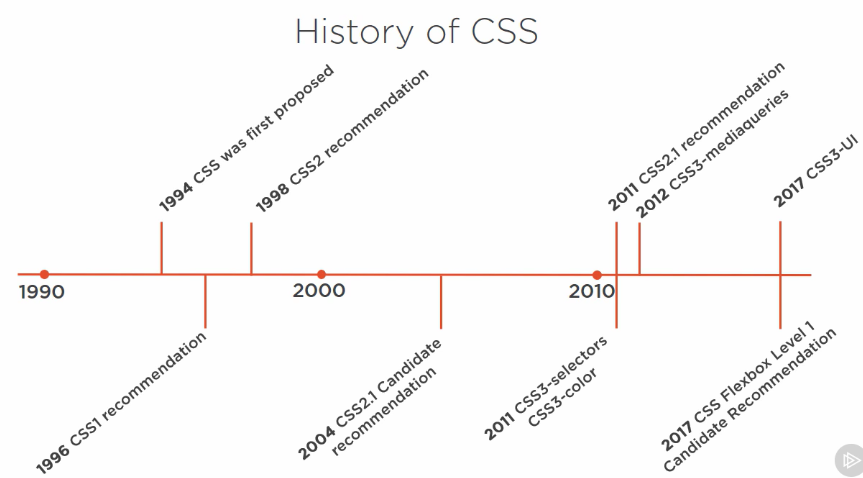 History of CSS
1994 CSS was first proposed
1998 CSS2 recommendation
2011 CSS2.1 recommendation
2012 CSS3-mediaqueries
2017 CSS3-UI
1990
2000
2010
1996 CSS1 recommendation
2004 CSS2.1 Candidate
recommendation
2011 CSS3-selectors
CSS3-color
2017 CSS Flexbox Level 1
Candidate Recommendation